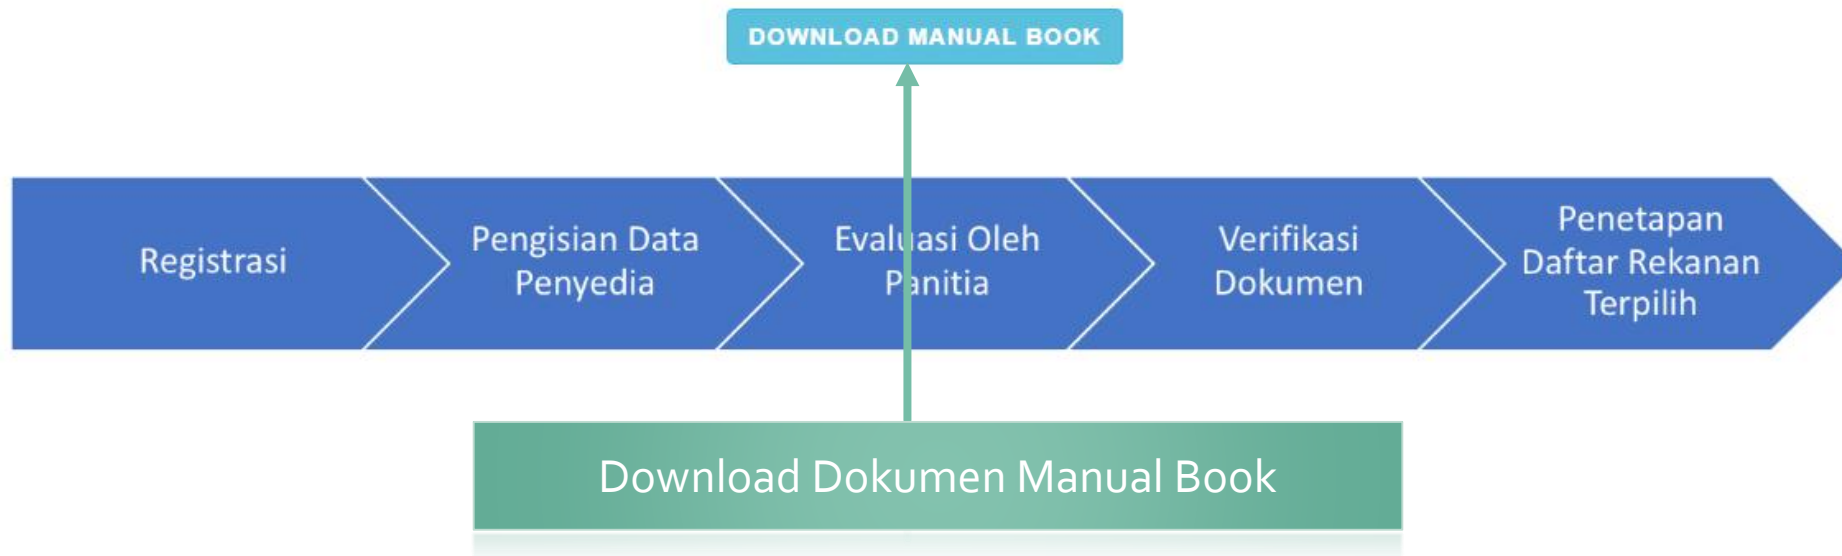 DOWNLOAD MANUAL BOOK
Registrasi
Pengisian Data
Penyedia
Evaluasi Oleh
Panitia
Verifikasi
Dokumen
Penetapan
Daftar Rekanan
Terpilih
Download Dokumen Manual Book